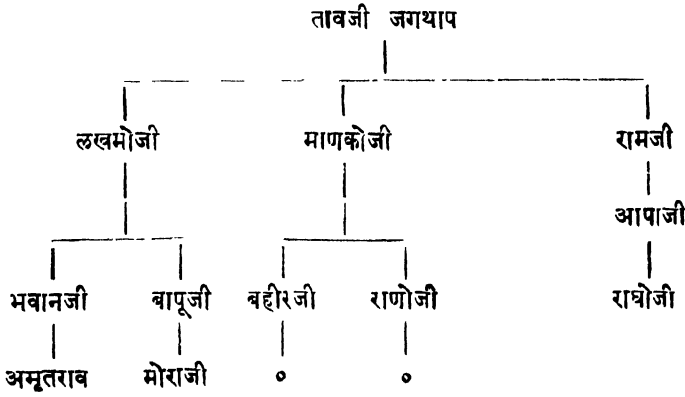 तावजी जगथाप
लखमोजी माणकोजी रामजी
आपाजी
भवानजी बापूजी बहीरजी राणोजी राघोजी
अमृतराव मोराजी ० ०